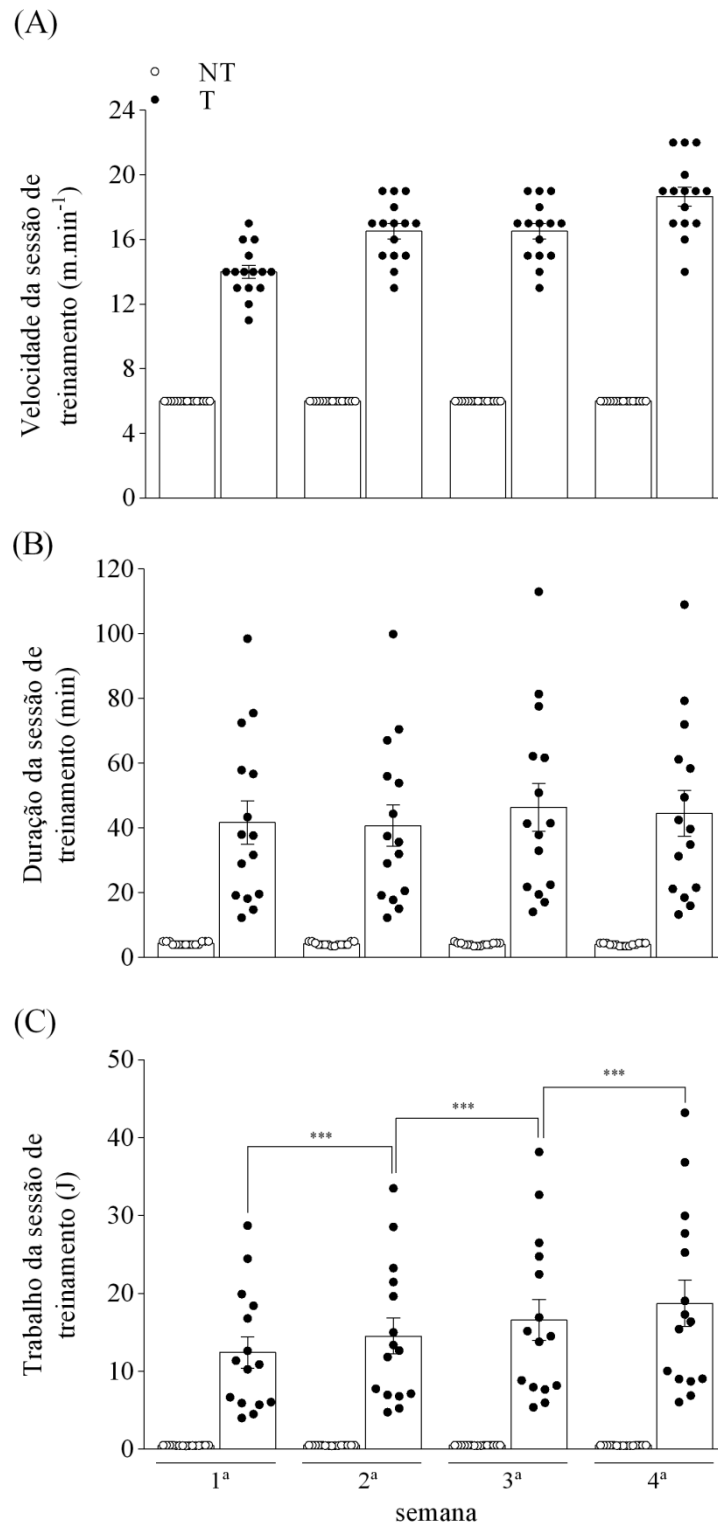 (A)
NT
T
24
20
16
12
8
4
0
Velocidade da sessão de
treinamento (m.min-1)
(B)
120
100
80
60
40
20
0
Duração da sessão de
treinamento (min)
(C)
50
40
30
20
10
0
Trabalho da sessão de
treinamento (J)
***
***
***
1ª 2ª 3ª 4ª
semana